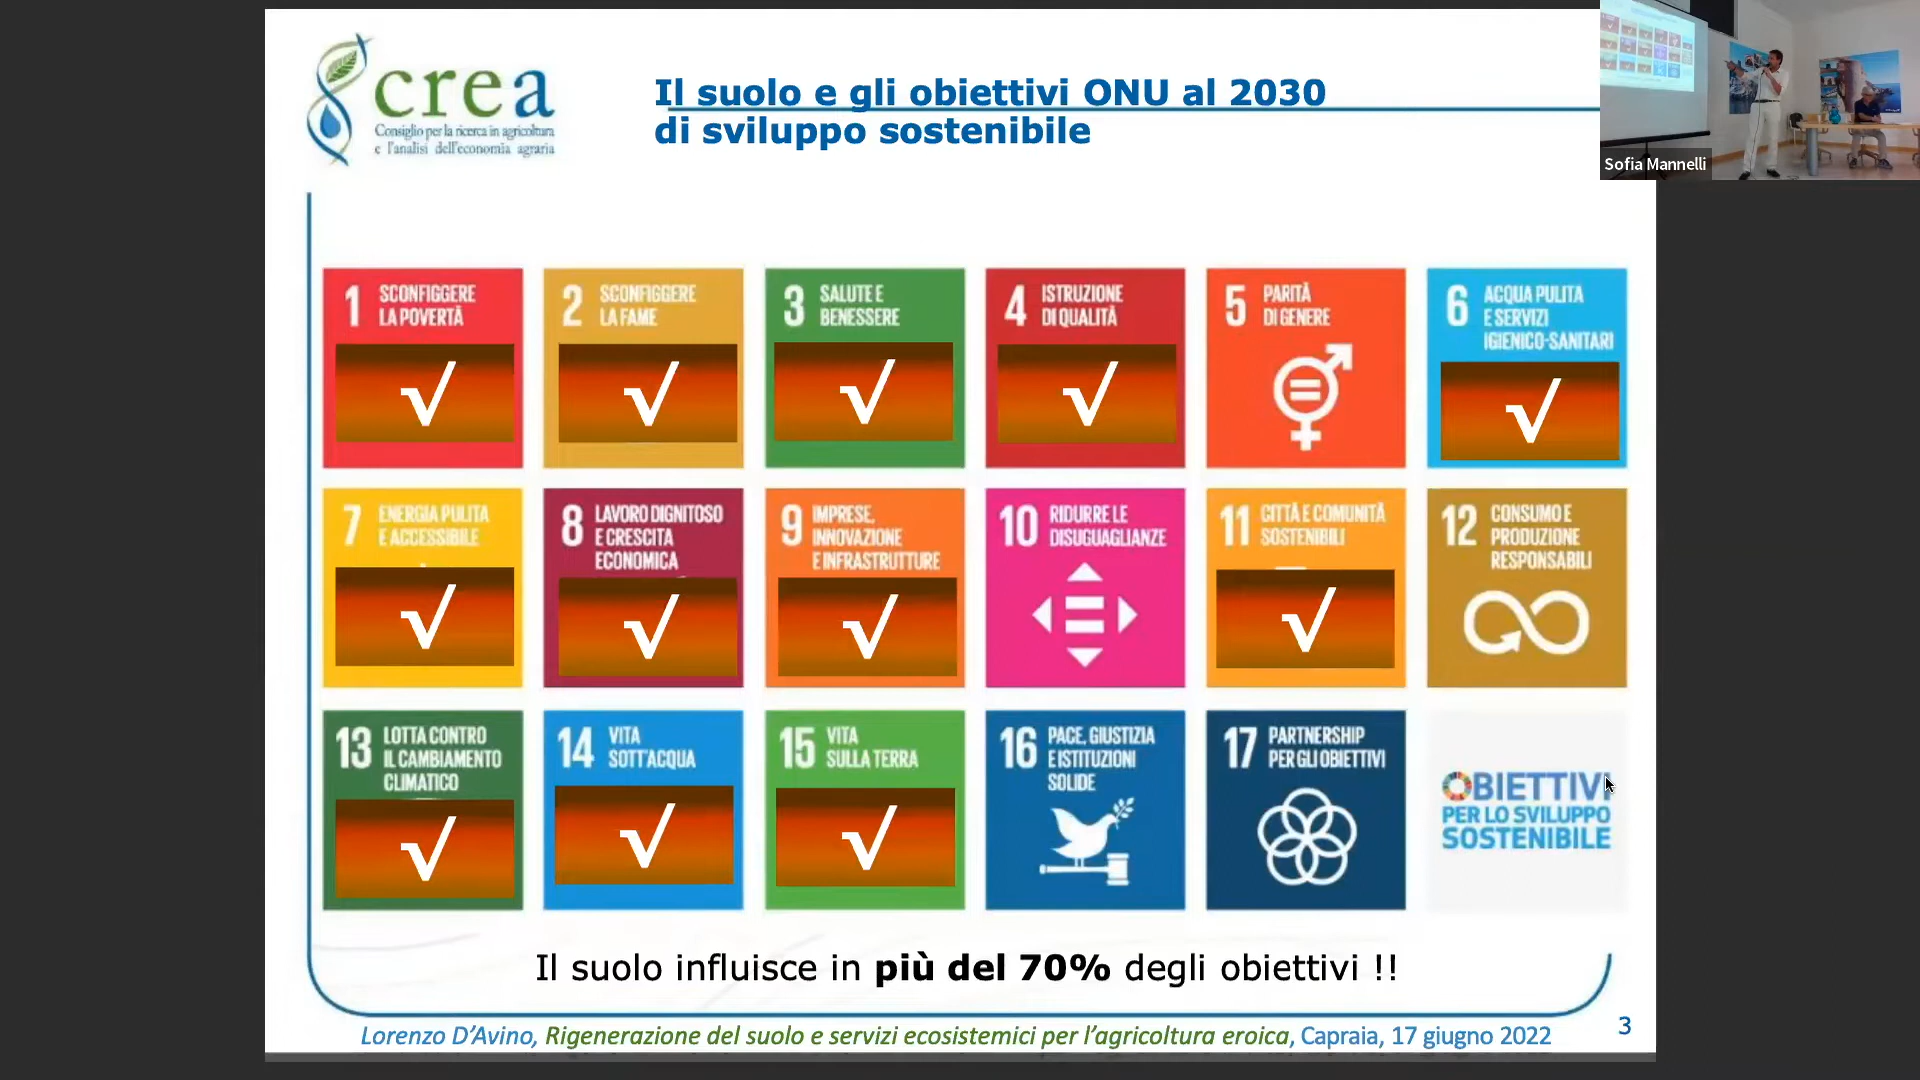 crea
Consiglio per la ricerca in agricoltura
e l'analisi dell'economia agraria
Il suolo e gli obiettivi ONU al 2030
di sviluppo sostenibile
Sofia Mannelli
1 SCONFIGGERE
LA POVERTÀ
√
2 SCONFIGGERE
LA FAME
√
3 SALUTE E
BENESSERE
√
4 ISTRUZIONE
DI QUALITÀ
√
5 PARITÀ
DI GENERE
6 ACQUA PULITA
E SERVIZI
IGIENICO-SANITARI
√
7 ENERGIA PULITA
E ACCESSIBILE
√
8 LAVORO DIGNITOSO
E CRESCITA
ECONOMICA
√
9 IMPRESE,
INNOVAZIONE
E INFRASTRUTTURE
√
10 RIDURRE LE
DISUGUAGLIANZE
11 CITTÀ E COMUNITÀ
SOSTENIBILI
√
12 CONSUMO E
PRODUZIONE
RESPONSABILI
13 LOTTA CONTRO
IL CAMBIAMENTO
CLIMATICO
√
14 VITA
SOTT'ACQUA
√
15 VITA
SULLA TERRA
√
16 PACE, GIUSTIZIA
E ISTITUZIONI
SOLIDE
17 PARTNERSHIP
PER GLI OBIETTIVI
OBIETTIVI
PER LO SVILUPPO
SOSTENIBILE
Il suolo influisce in più del 70% degli obiettivi !!
Lorenzo D'Avino, Rigenerazione del suolo e servizi ecosistemici per l'agricoltura eroica, Capraia, 17 giugno 2022
3